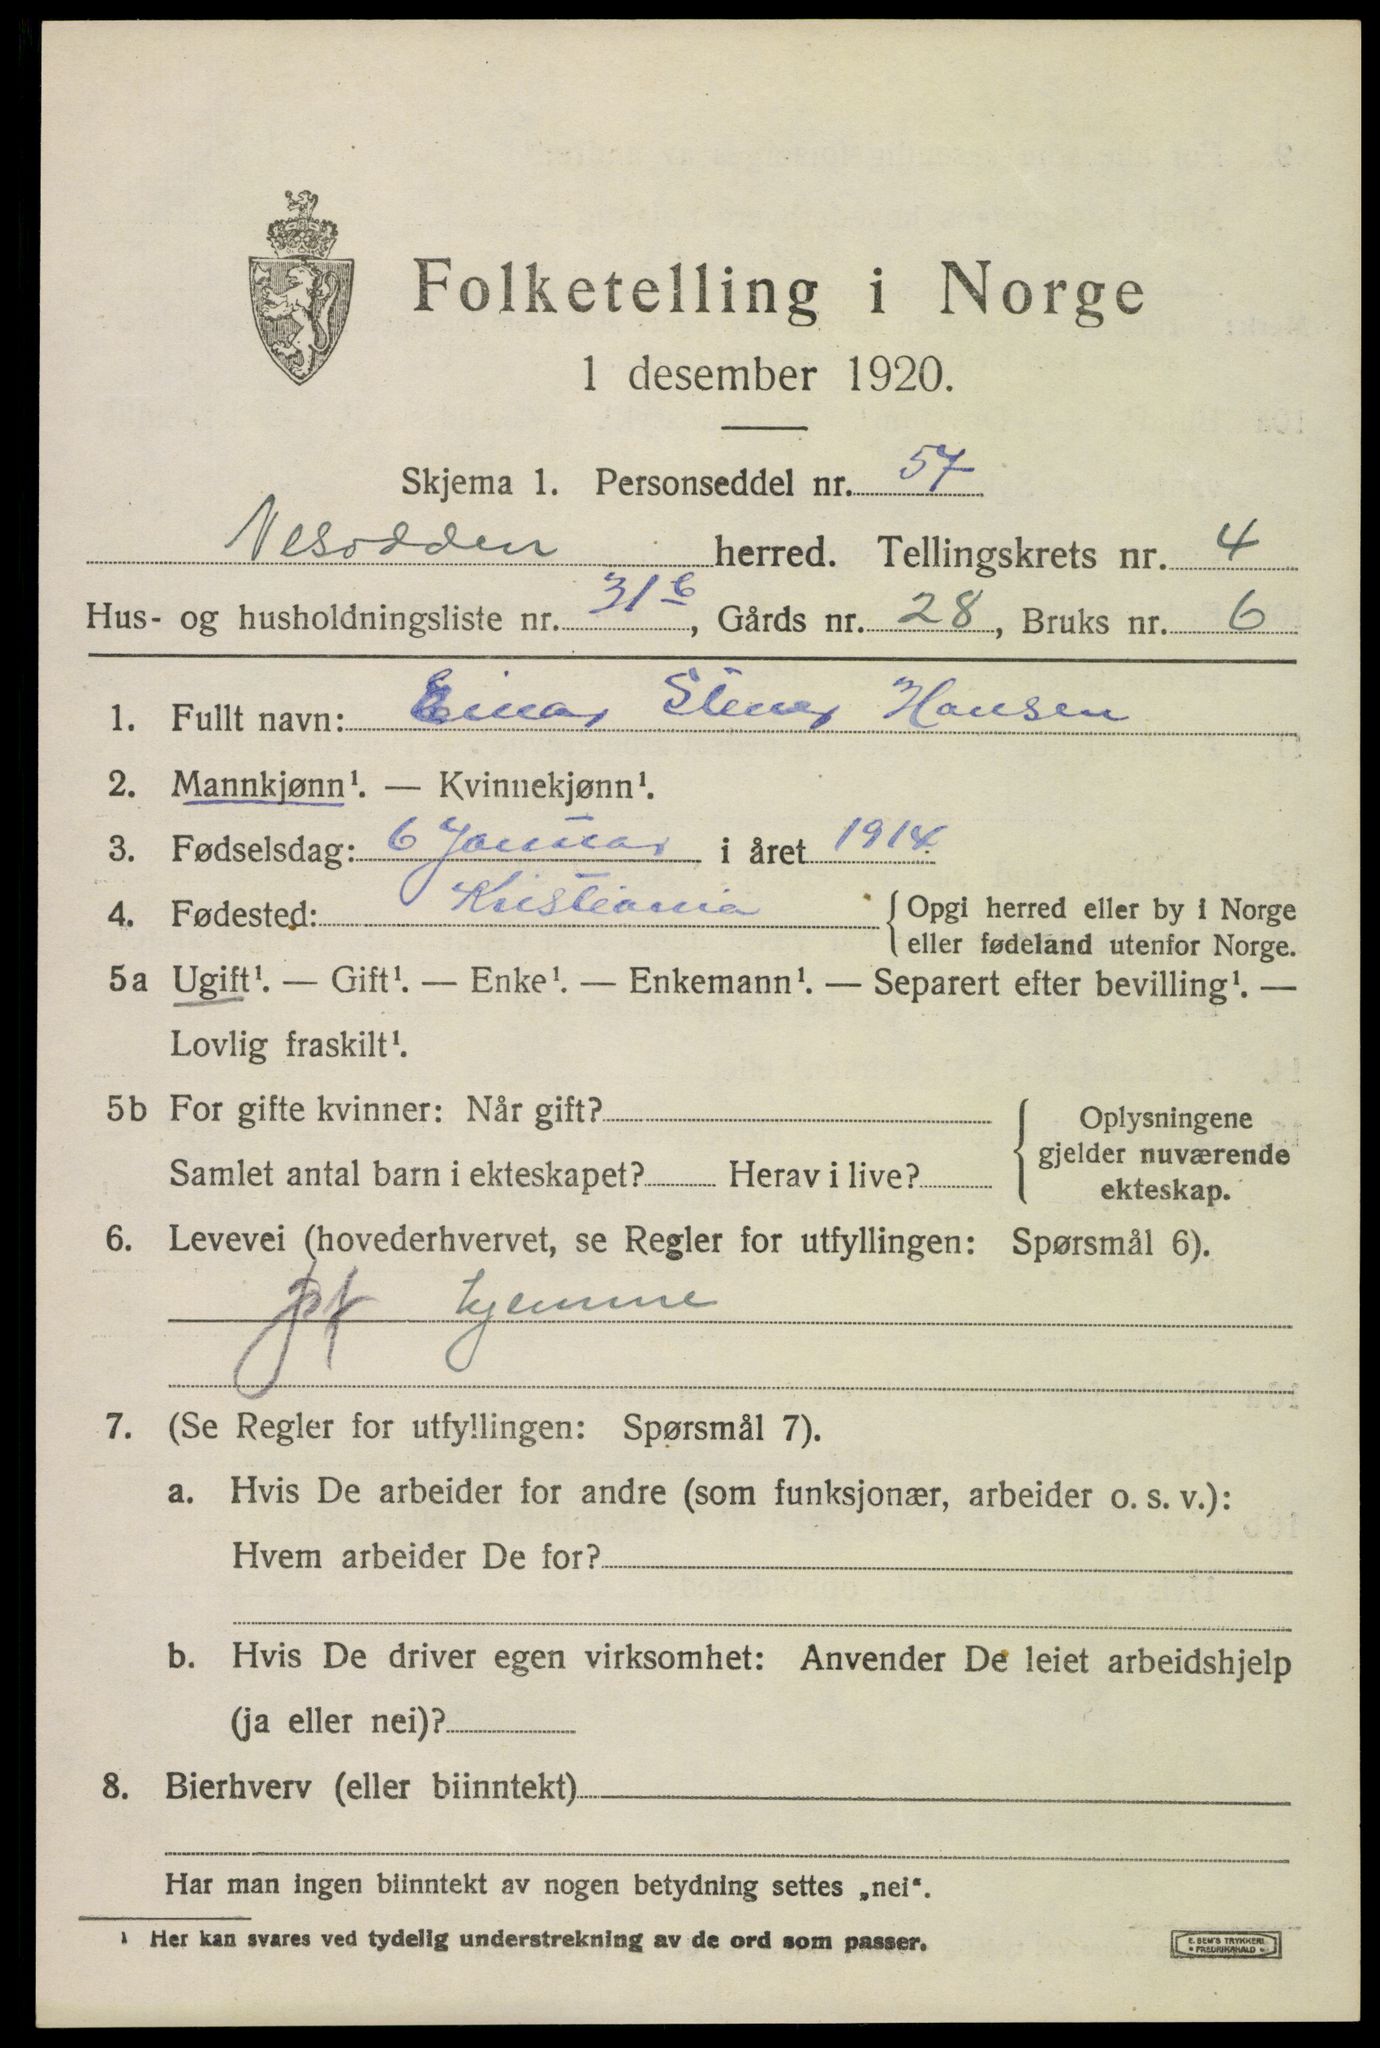 Folketelling i Norge
1 desember 1920.
Skjema 1. Personseddel nr. 57
Nesodden herred. Tellingskrets nr. 4
Hus- og husholdningsliste nr. 31 b, Gårds nr. 28, Bruks nr. 6
1. Fullt navn: Einar Stener Hansen
2. Mannkjønn¹. — Kvinnekjønn¹.
3. Fødselsdag: 6 Januar i året 1914
4. Fødested: Kristiania { Opgi herred eller by i Norge
eller fødeland utenfor Norge.
5a Ugift¹. — Gift¹. — Enke¹. — Enkemann¹. — Separert efter bevilling¹. —
Lovlig fraskilt¹.
5b For gifte kvinner: Når gift? { Oplysningene
gjelder nuværende
ekteskap.
Samlet antal barn i ekteskapet? Herav i live?
6. Levevei (hovederhvervet, se Regler for utfyllingen: Spørsmål 6).
hjemme
7. (Se Regler for utfyllingen: Spørsmål 7).
a. Hvis De arbeider for andre (som funksjonær, arbeider o. s. v.):
Hvem arbeider De for?
b. Hvis De driver egen virksomhet: Anvender De leiet arbeidshjelp
(ja eller nei)?
8. Bierhverv (eller biinntekt)
Har man ingen biinntekt av nogen betydning settes „nei“.
¹ Her kan svares ved tydelig understrekning av de ord som passer.
E. SEM'S TRYKKERI
• FREDRIKSHALD •